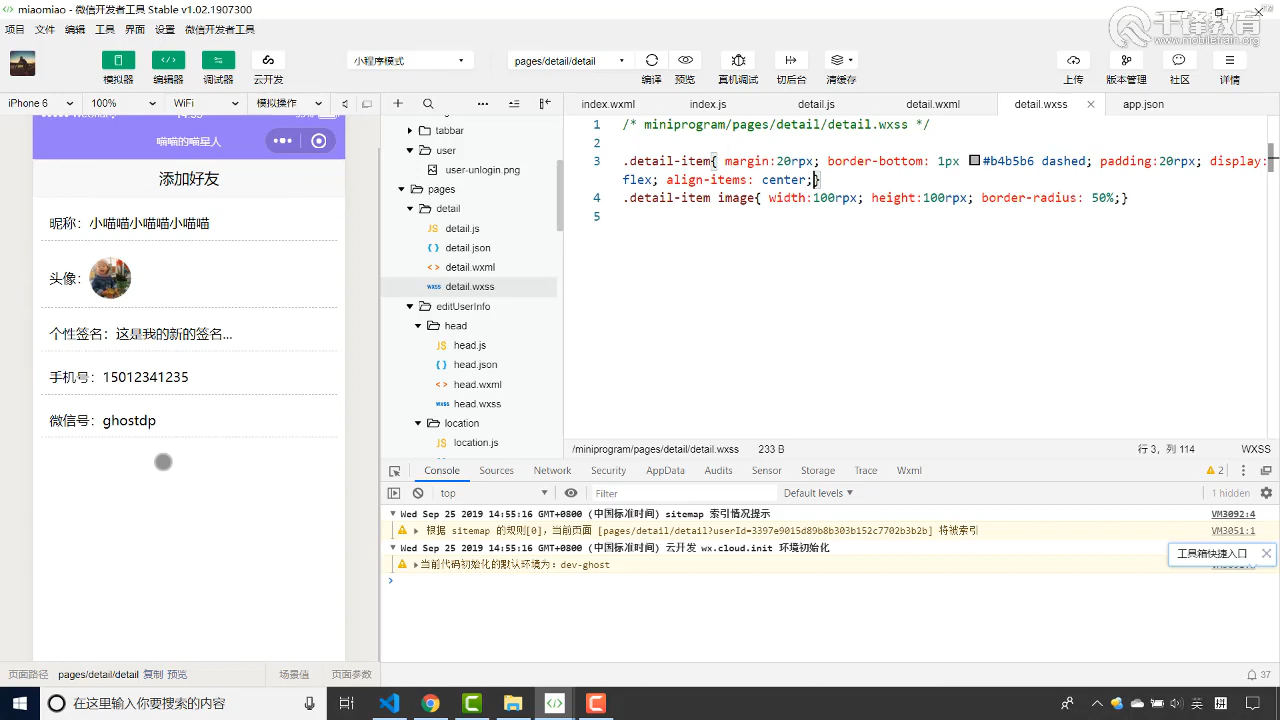 miaomiao - 微信开发者工具 Stable v1.02.1907300
千锋教育
www.mobiletrain.org
项目 文件 编辑 工具 界面 设置 微信开发者工具
小程序模式
pages/detail/detail
模拟器 编辑器 调试器 云开发
编译 预览 真机调试 切后台 清缓存
上传 版本管理 社区 详情
iPhone 6 100% WiFi 模拟操作
index.wxml index.js detail.js detail.wxml detail.wxss app.json
喵喵的喵星人
添加好友
昵称：小喵喵小喵喵小喵喵
头像：
个性签名：这是我的新的签名...
手机号：15012341235
微信号：ghostdp
tabbar
user
user-unlogin.png
pages
detail
detail.js
detail.json
detail.wxml
detail.wxss
editUserInfo
head
head.js
head.json
head.wxml
head.wxss
location
location.js
1 /* miniprogram/pages/detail/detail.wxss */
2
3 .detail-item{ margin:20rpx; border-bottom: 1px #b4b5b6 dashed; padding:20rpx; display:
flex; align-items: center;}
4 .detail-item image{ width:100rpx; height:100rpx; border-radius: 50%;}
5
/miniprogram/pages/detail/detail.wxss 233 B 行 3，列 114 WXSS
Console Sources Network Security AppData Audits Sensor Storage Trace Wxml 2
top Filter Default levels 1 hidden
Wed Sep 25 2019 14:55:16 GMT+0800 (中国标准时间) sitemap 索引情况提示 VM3092:4
根据 sitemap 的规则[0]，当前页面 [pages/detail/detail?userId=3397e9015d89b8b303b152c7702b3b2b] 将被索引 VM3051:1
Wed Sep 25 2019 14:55:16 GMT+0800 (中国标准时间) 云开发 wx.cloud.init 环境初始化
当前代码初始化的默认环境为：dev-ghost
工具箱快捷入口
页面路径 pages/detail/detail 复制 预览 场景值 页面参数 37
在这里输入你要搜索的内容
英 拼